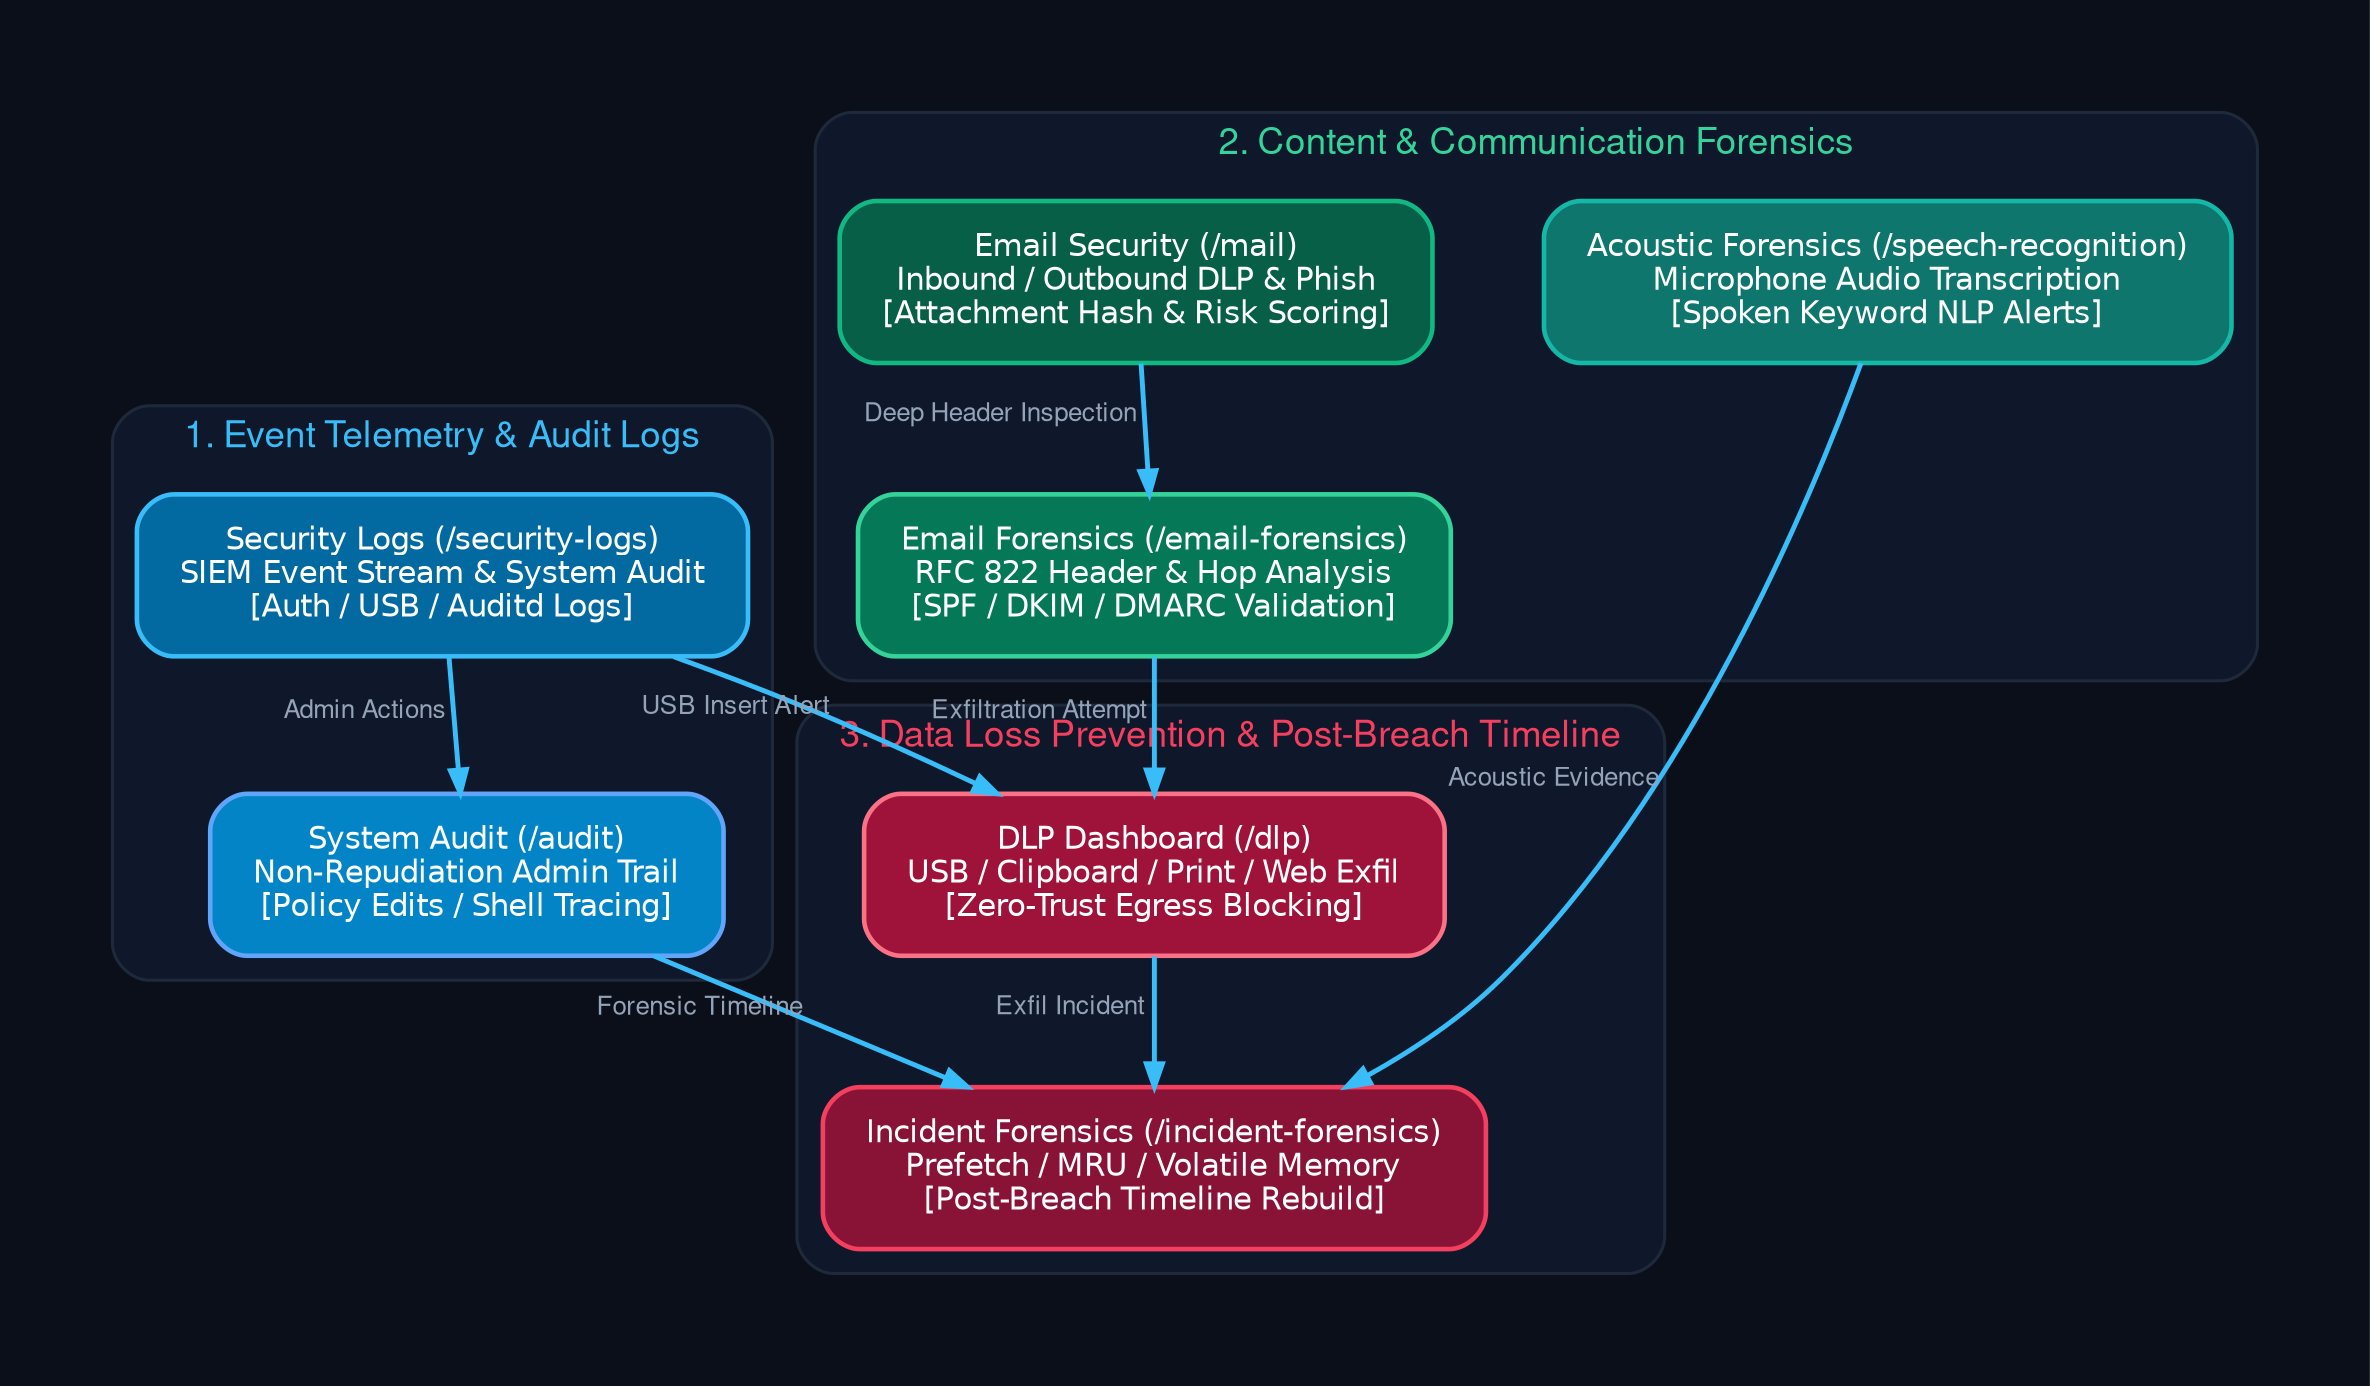 2. Content & Communication Forensics
Email Security (/mail)
Inbound / Outbound DLP & Phish
[Attachment Hash & Risk Scoring]
Acoustic Forensics (/speech-recognition)
Microphone Audio Transcription
[Spoken Keyword NLP Alerts]
Deep Header Inspection
1. Event Telemetry & Audit Logs
Security Logs (/security-logs)
SIEM Event Stream & System Audit
[Auth / USB / Auditd Logs]
Email Forensics (/email-forensics)
RFC 822 Header & Hop Analysis
[SPF / DKIM / DMARC Validation]
Admin Actions
USB Insert Alert
Exfiltration Attempt
3. Data Loss Prevention & Post-Breach Timeline
Acoustic Evidence
System Audit (/audit)
Non-Repudiation Admin Trail
[Policy Edits / Shell Tracing]
DLP Dashboard (/dlp)
USB / Clipboard / Print / Web Exfil
[Zero-Trust Egress Blocking]
Forensic Timeline
Exfil Incident
Incident Forensics (/incident-forensics)
Prefetch / MRU / Volatile Memory
[Post-Breach Timeline Rebuild]